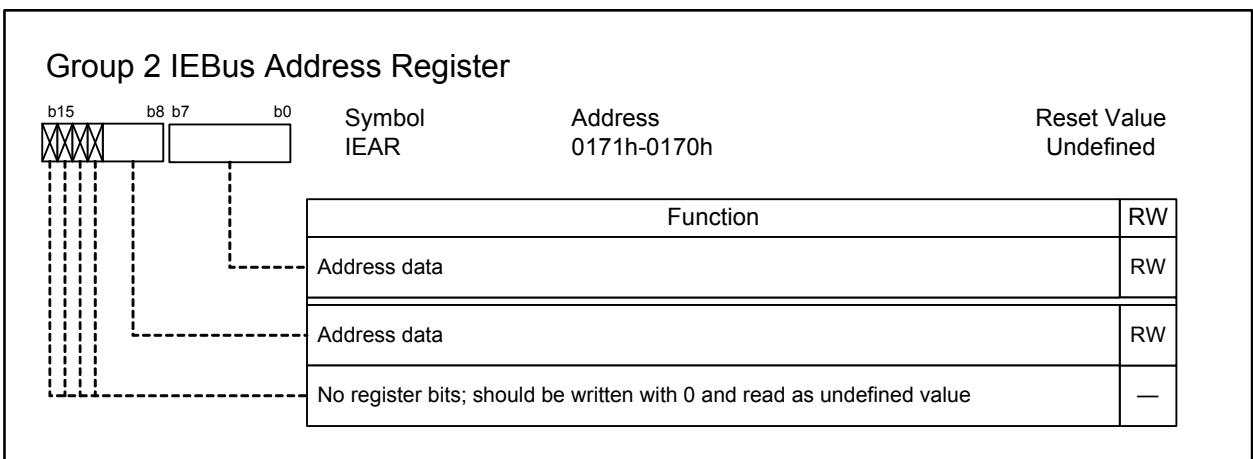 Group 2 IEBus Address Register
b15 b8 b7 b0
Symbol Address Reset Value
IEAR 0171h-0170h Undefined
Function RW
Address data RW
Address data RW
No register bits; should be written with 0 and read as undefined value —